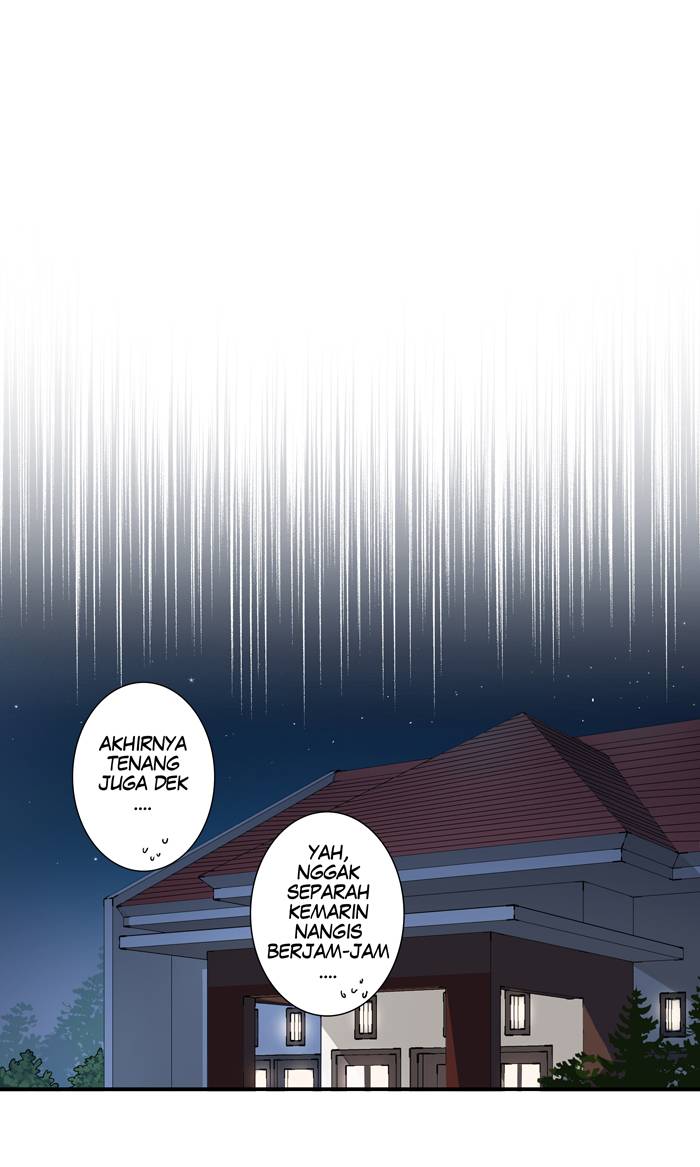 AKHIRNYA
TENANG
JUGA DEK
....
YAH,
NGGAK
SEPARAH
KEMARIN
NANGIS
BERJAM-JAM
....